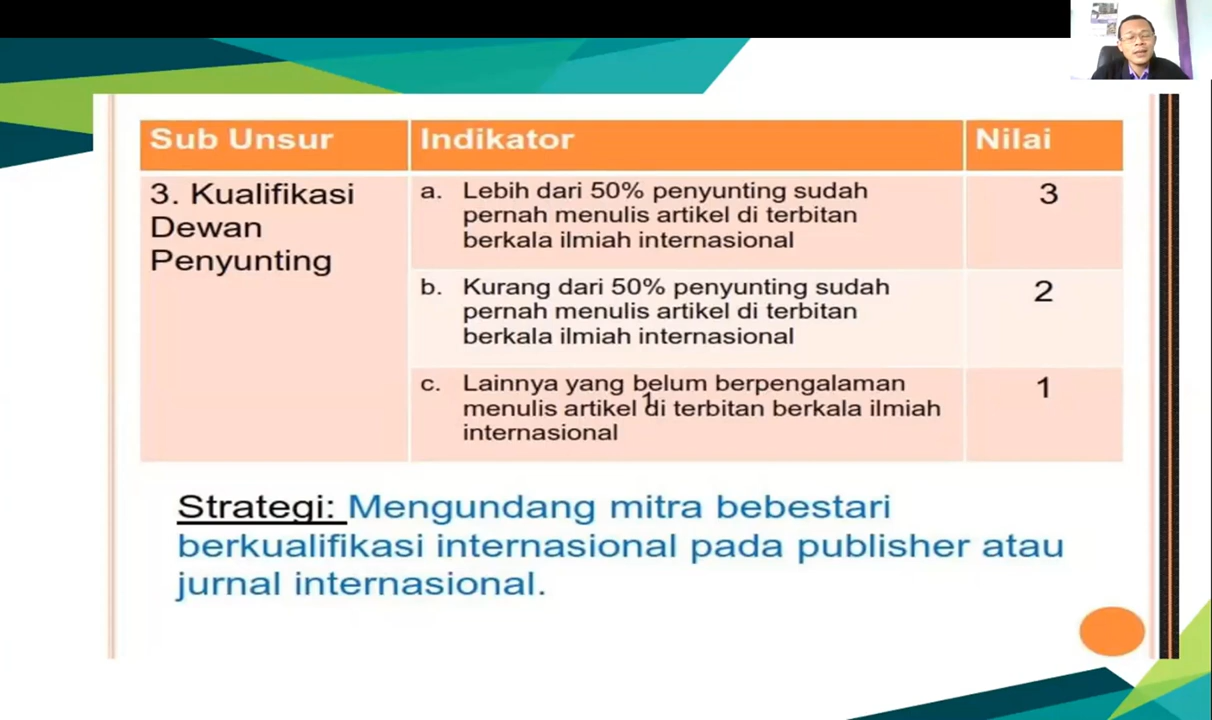 Sub Unsur
Indikator
Nilai
3. Kualifikasi
Dewan
Penyunting
a. Lebih dari 50% penyunting sudah
pernah menulis artikel di terbitan
berkala ilmiah internasional
3
b. Kurang dari 50% penyunting sudah
pernah menulis artikel di terbitan
berkala ilmiah internasional
2
c. Lainnya yang belum berpengalaman
menulis artikel di terbitan berkala ilmiah
internasional
1
Strategi: Mengundang mitra bebestari
berkualifikasi internasional pada publisher atau
jurnal internasional.